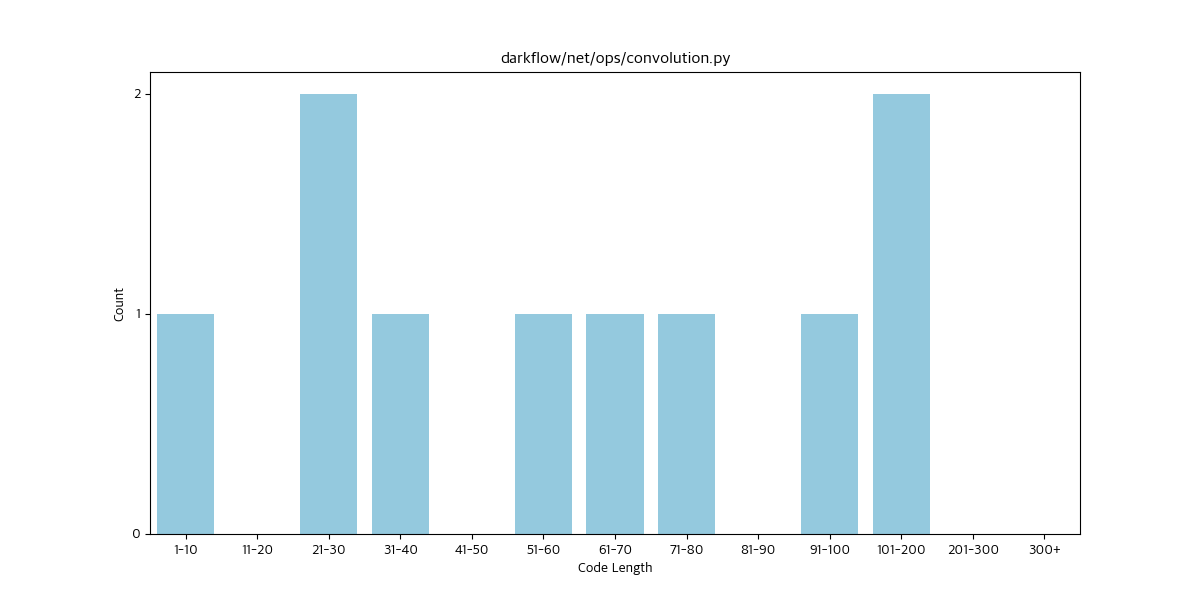 darkflow/net/ops/convolution.py
Count
2
1
0
1-10 11-20 21-30 31-40 41-50 51-60 61-70 71-80 81-90 91-100 101-200 201-300 300+
Code Length